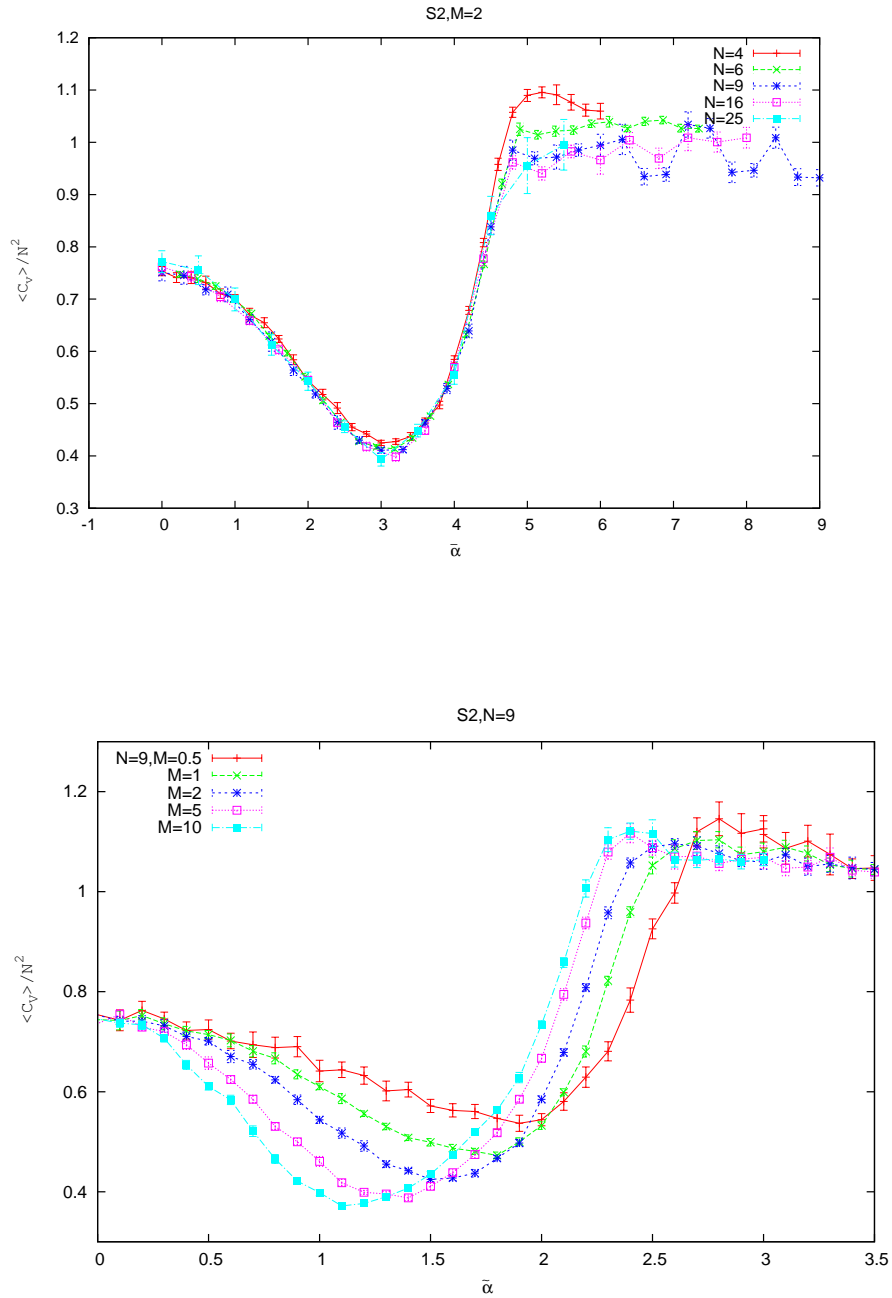 S2,M=2
1.2
1.1
1
0.9
0.8
0.7
0.6
0.5
0.4
0.3
<C_v>/N^2
N=4
N=6
N=9
N=16
N=25
-1 0 1 2 3 4 5 6 7 8 9
α̃
S2,N=9
1.2
1
0.8
0.6
0.4
<C_v>/N^2
N=9,M=0.5
M=1
M=2
M=5
M=10
0 0.5 1 1.5 2 2.5 3 3.5
α̃